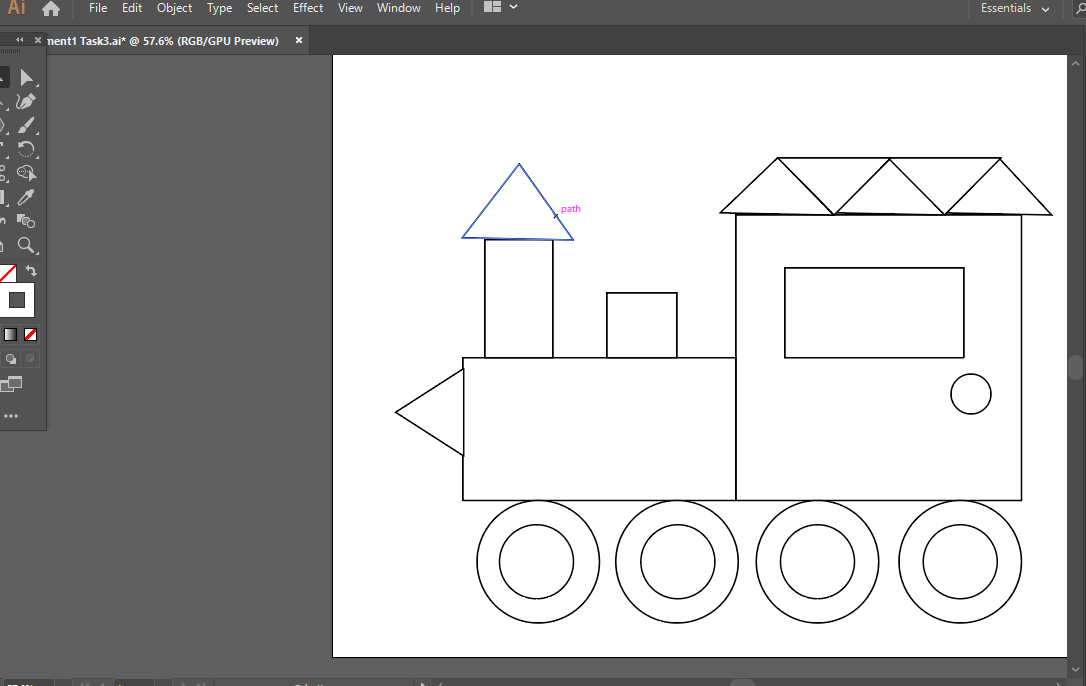 Ai File Edit Object Type Select Effect View Window Help Essentials
ment1 Task3.ai* @ 57.6% (RGB/GPU Preview) ×
path